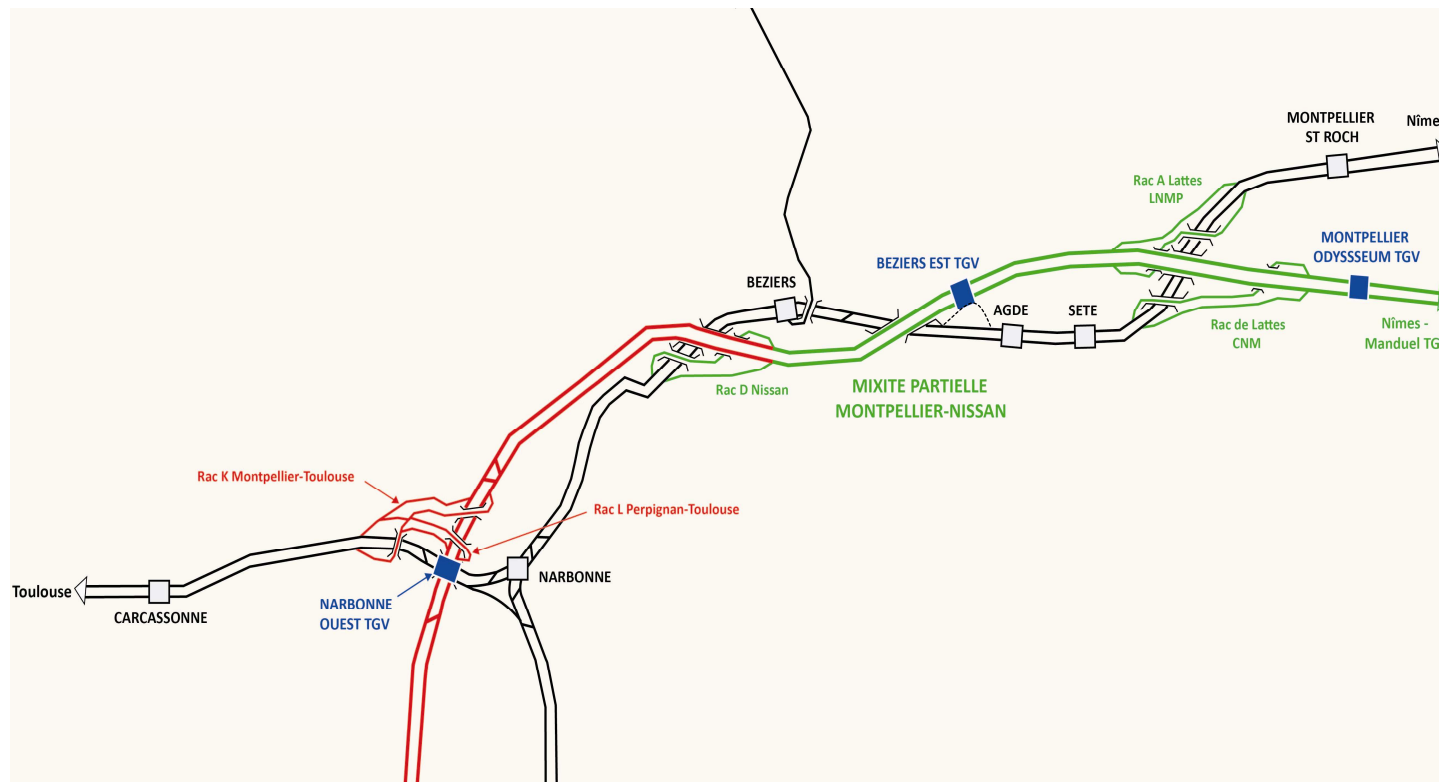 MONTPELLIER
ST ROCH
Nîme
Rac A Lattes
LNMP
MONTPELLIER
ODYSSSEUM TGV
BEZIERS EST TGV
BEZIERS
AGDE
SETE
Rac de Lattes
CNM
Nîmes -
Manduel TG
Rac D Nissan
MIXITE PARTIELLE
MONTPELLIER-NISSAN
Rac K Montpellier-Toulouse
Rac L Perpignan-Toulouse
Toulouse
CARCASSONNE
NARBONNE
NARBONNE
OUEST TGV